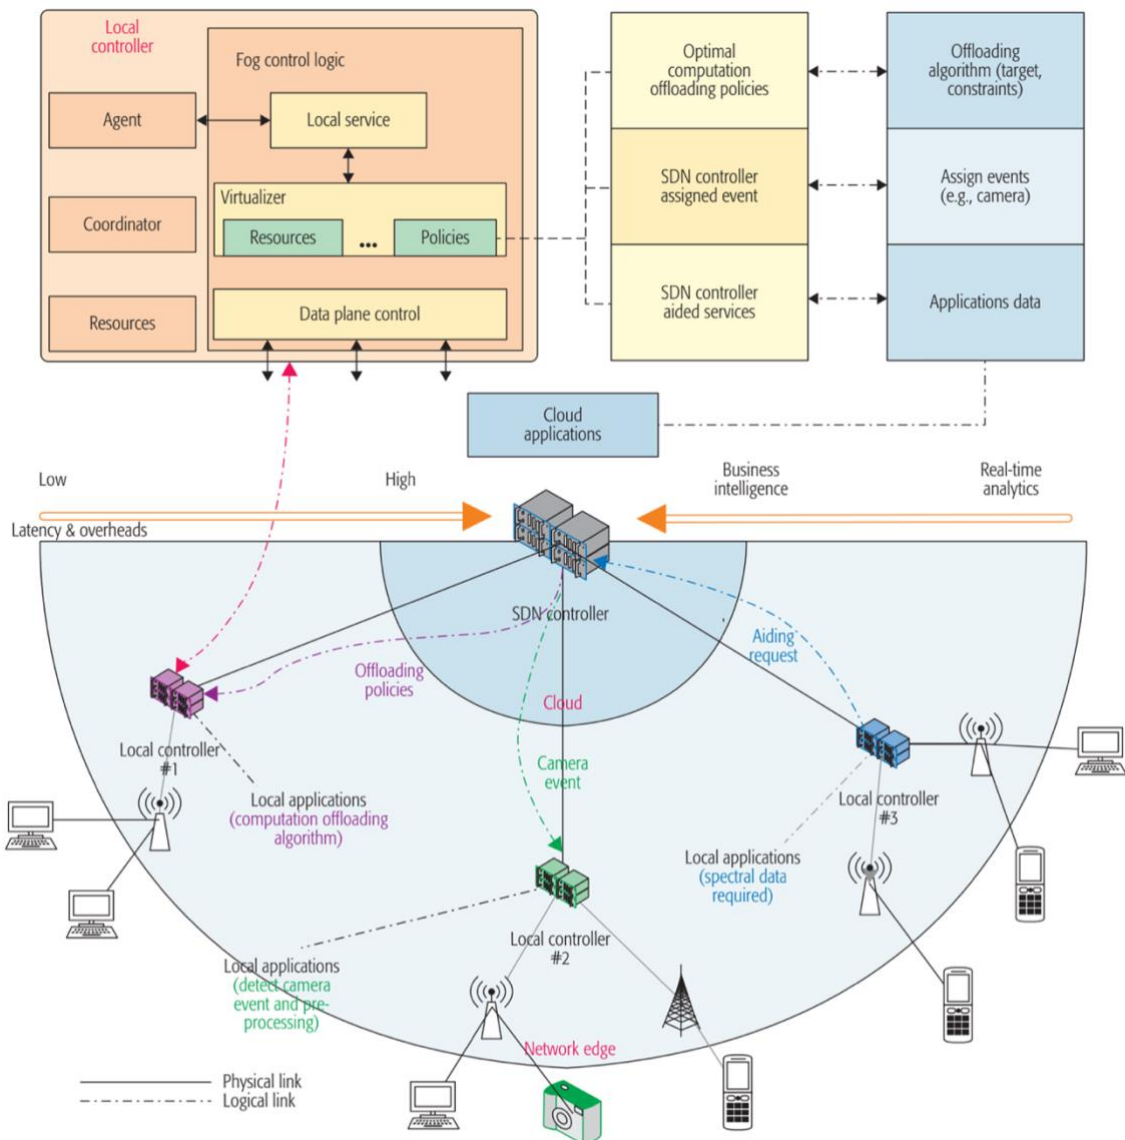 Local
controller
Fog control logic
Agent
Local service
Virtualizer
Coordinator
Resources
...
Policies
Resources
Data plane control
Optimal
computation
offloading policies
SDN controller
assigned event
SDN controller
aided services
Offloading
algorithm (target,
constraints)
Assign events
(e.g., camera)
Applications data
Cloud
applications
Low
High
Business
intelligence
Real-time
analytics
Latency & overheads
SDN controller
Offloading
policies
Aiding
request
Cloud
Camera
event
Local controller
#1
Local applications
(computation offloading
algorithm)
Local controller
#3
Local applications
(spectral data
required)
Local controller
#2
Local applications
(detect camera
event and pre-
processing)
Network edge
Physical link
Logical link